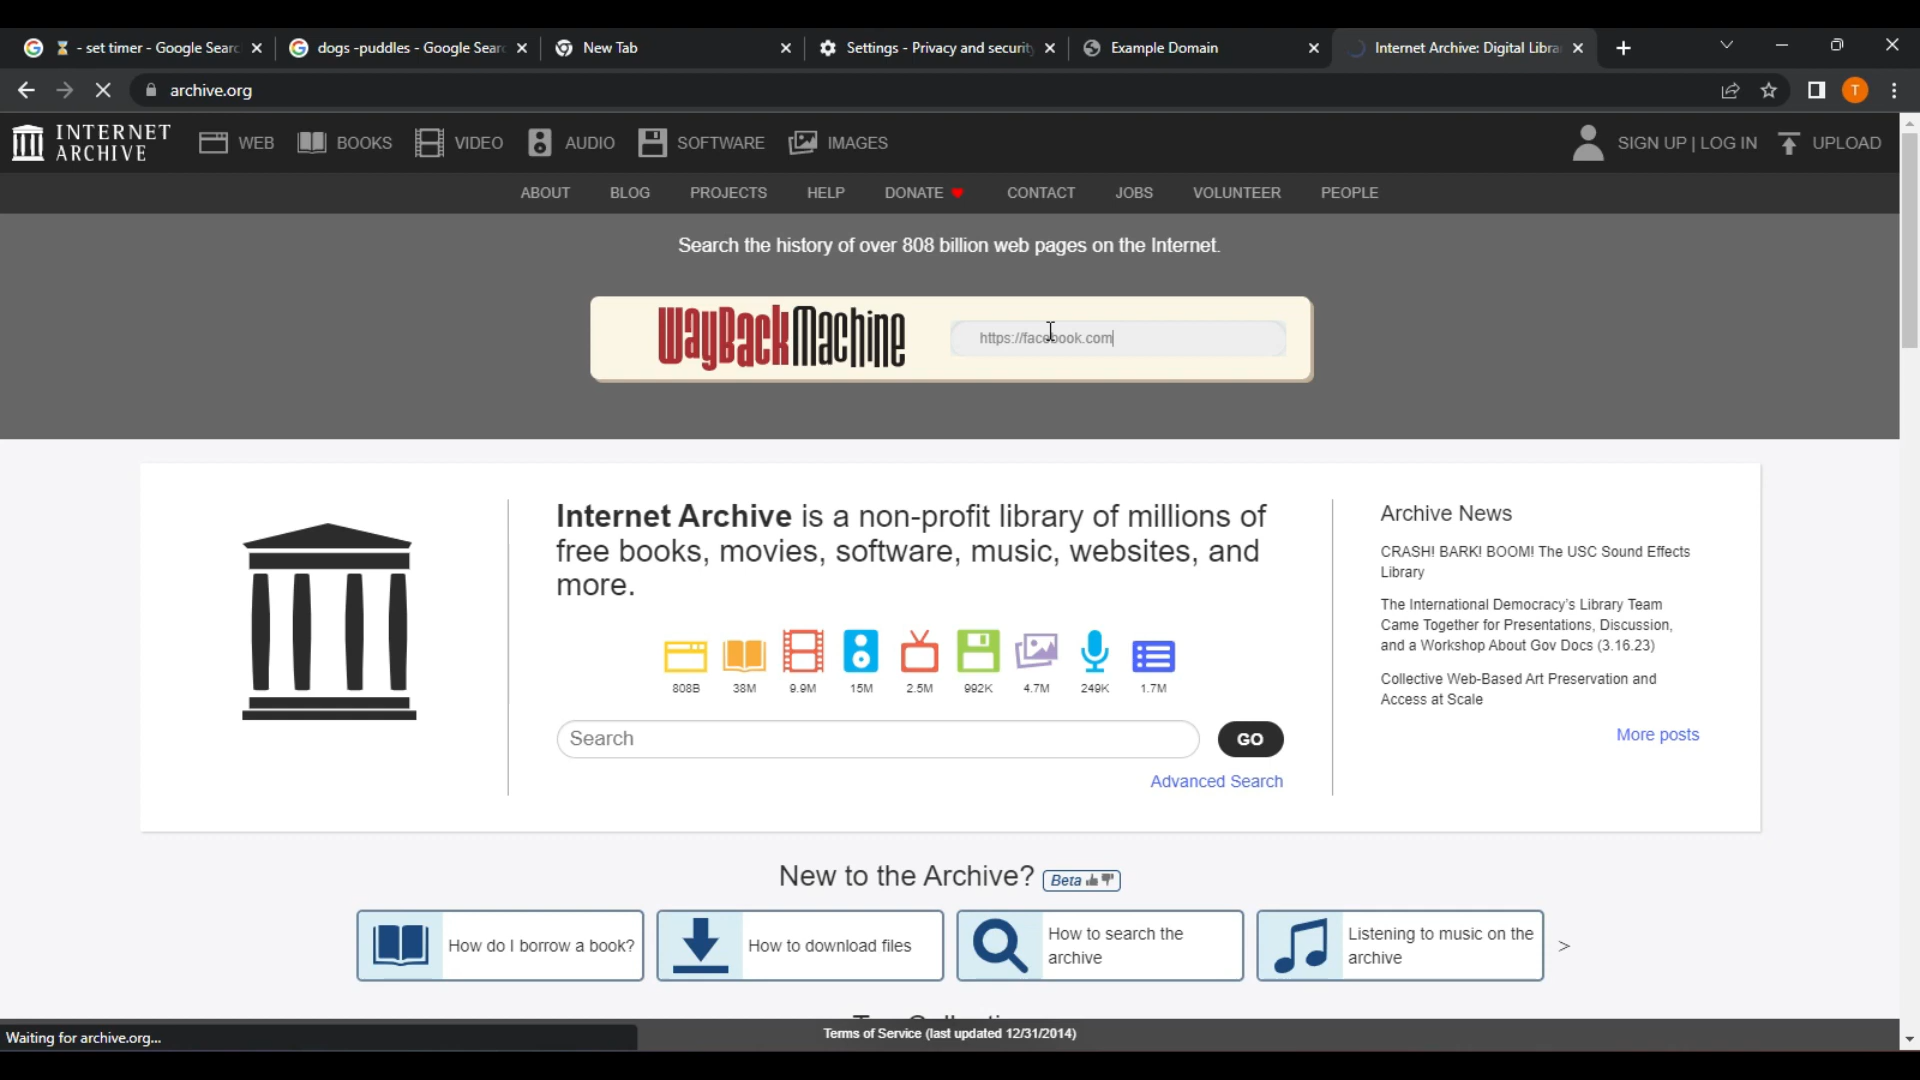 - set timer - Google Searc
dogs -puddles - Google Searc
New Tab
Settings - Privacy and security
Example Domain
Internet Archive: Digital Libra
archive.org
T
INTERNET
ARCHIVE
WEB
BOOKS
VIDEO
AUDIO
SOFTWARE
IMAGES
SIGN UP | LOG IN
UPLOAD
ABOUT
BLOG
PROJECTS
HELP
DONATE
CONTACT
JOBS
VOLUNTEER
PEOPLE
Search the history of over 808 billion web pages on the Internet.
WayBackMachine
https://facebook.com
Internet Archive is a non-profit library of millions of
free books, movies, software, music, websites, and
more.
808B
38M
9.9M
15M
2.5M
992K
4.7M
249K
1.7M
Search
GO
Advanced Search
Archive News
CRASH! BARK! BOOM! The USC Sound Effects
Library
The International Democracy's Library Team
Came Together for Presentations, Discussion,
and a Workshop About Gov Docs (3.16.23)
Collective Web-Based Art Preservation and
Access at Scale
More posts
New to the Archive?
Beta
How do I borrow a book?
How to download files
How to search the
archive
Listening to music on the
archive
>
Waiting for archive.org...
Terms of Service (last updated 12/31/2014)